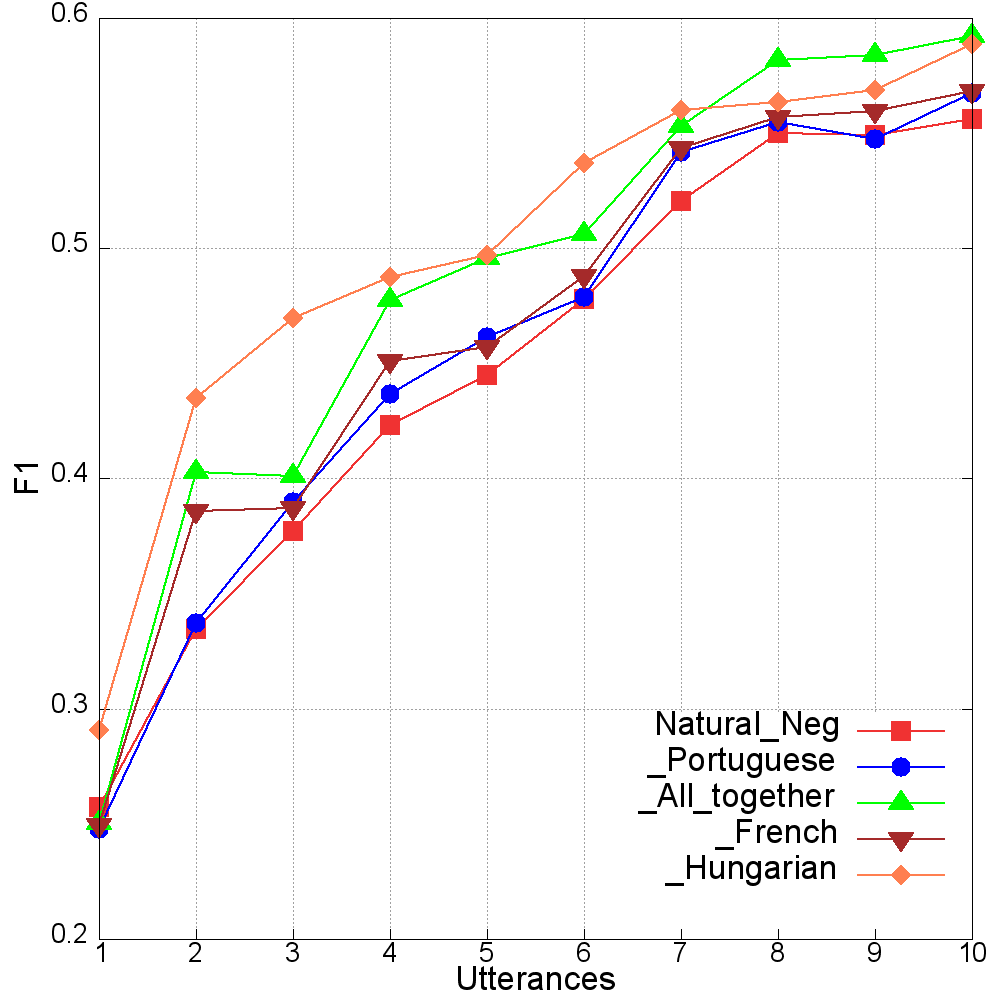 0.6
0.5
0.4
0.3
0.2
F1
Natural_Neg
_Portuguese
_All_together
_French
_Hungarian
1 2 3 4 5 6 7 8 9 10
Utterances